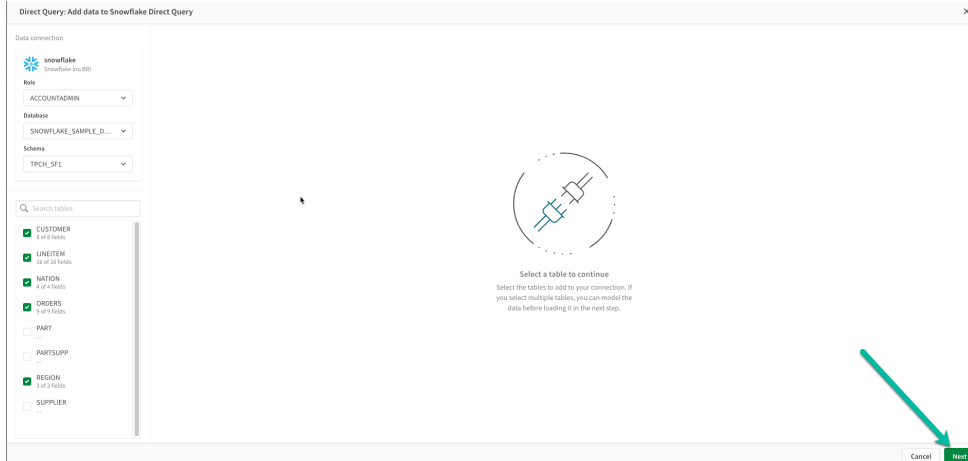 Direct Query: Add data to Snowflake Direct Query
Data connection
snowflake
Snowflake (no BR)
Role
ACCOUNTADMIN
Database
SNOWFLAKE_SAMPLE_D...
Schema
TPCH_SF1
Search tables
CUSTOMER
8 of 8 fields
LINEITEM
16 of 16 fields
NATION
4 of 4 fields
ORDERS
9 of 9 fields
PART
...
PARTSUPP
...
REGION
3 of 3 fields
SUPPLIER
...
Select a table to continue
Select the tables to add to your connection. If
you select multiple tables, you can model the
data before loading it in the next step.
Cancel
Next